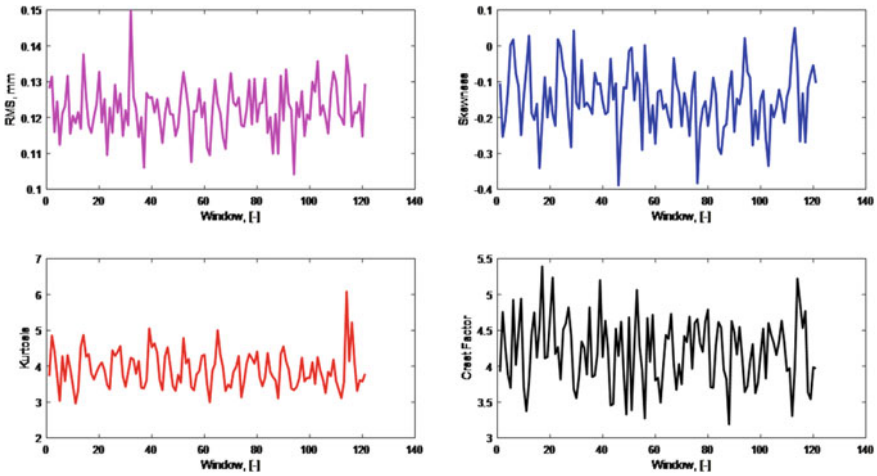 0.15
0.14
0.13
0.12
0.11
0.1
RMS, mm
0 20 40 60 80 100 120 140
Window, [-]
0.1
0
-0.1
-0.2
-0.3
-0.4
Skewness
0 20 40 60 80 100 120 140
Window, [-]
7
6
5
4
3
2
Kurtosis
0 20 40 60 80 100 120 140
Window, [-]
5.5
5
4.5
4
3.5
3
Crest Factor
0 20 40 60 80 100 120 140
Window, [-]